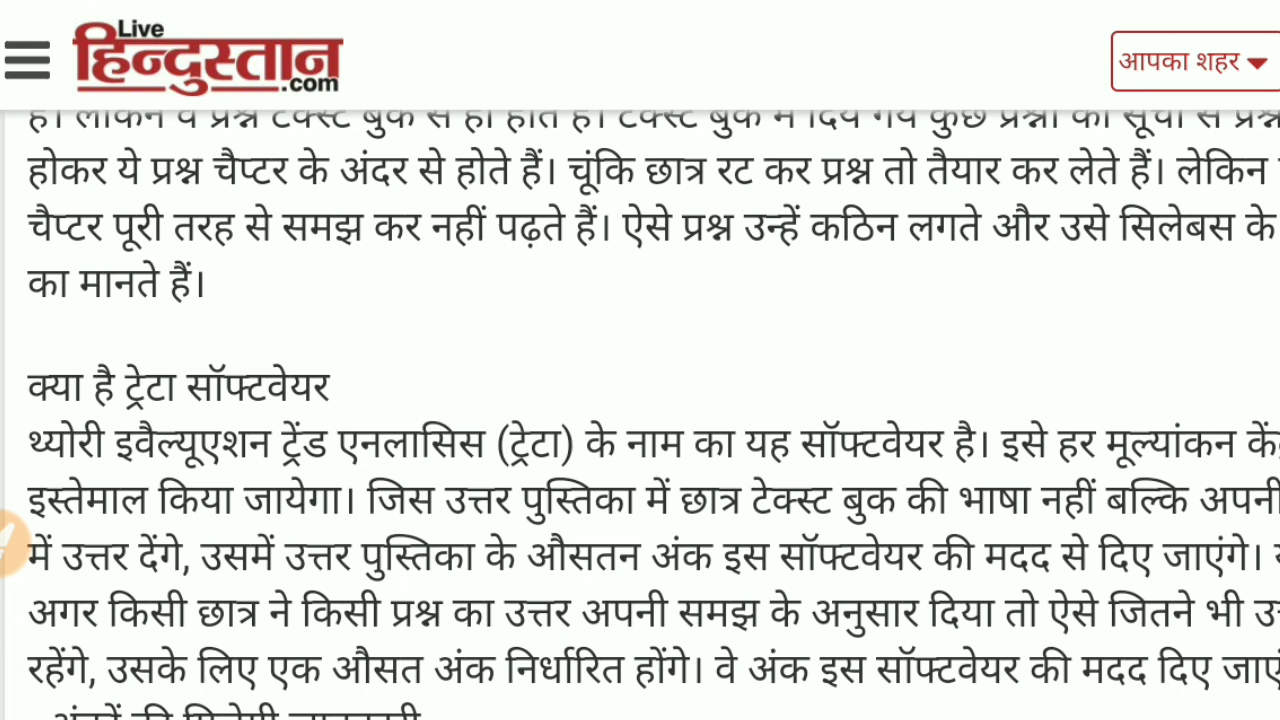 Live
हिन्दुस्तान
.com
आपका शहर
है। लेकिन ये प्रश्न टेक्स्ट बुक से ही होते हैं। टेक्स्ट बुक में दिये गये कुछ प्रश्नों की सूची से
होकर ये प्रश्न चैप्टर के अंदर से होते हैं। चूंकि छात्र रट कर प्रश्न तो तैयार कर लेते हैं। लेकिन
चैप्टर पूरी तरह से समझ कर नहीं पढ़ते हैं। ऐसे प्रश्न उन्हें कठिन लगते और उसे सिलेबस के
का मानते हैं।
क्या है ट्रेटा सॉफ्टवेयर
थ्योरी इवैल्यूएशन ट्रेंड एनलासिस (ट्रेटा) के नाम का यह सॉफ्टवेयर है। इसे हर मूल्यांकन
इस्तेमाल किया जायेगा। जिस उत्तर पुस्तिका में छात्र टेक्स्ट बुक की भाषा नहीं बल्कि अपनी
में उत्तर देंगे, उसमें उत्तर पुस्तिका के औसतन अंक इस सॉफ्टवेयर की मदद से दिए जाएंगे।
अगर किसी छात्र ने किसी प्रश्न का उत्तर अपनी समझ के अनुसार दिया तो ऐसे जितने भी
रहेंगे, उसके लिए एक औसत अंक निर्धारित होंगे। वे अंक इस सॉफ्टवेयर की मदद दिए